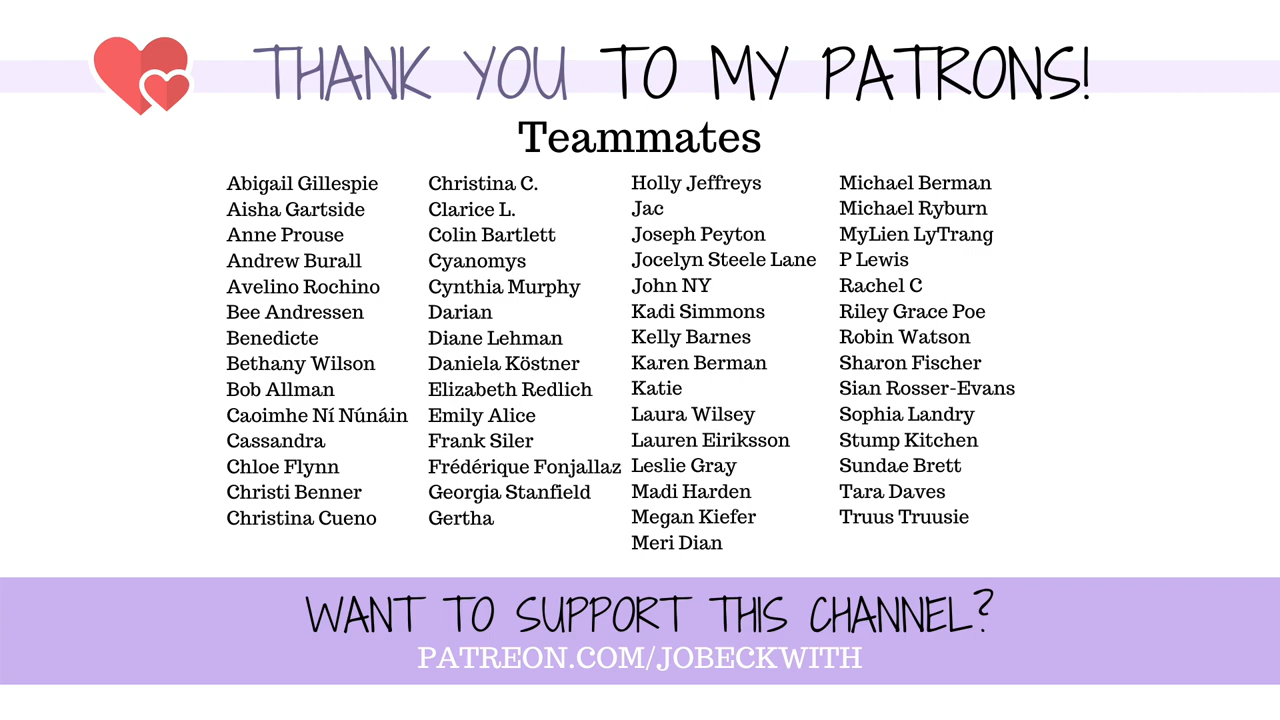 THANK YOU TO MY PATRONS!
Teammates
Abigail Gillespie
Aisha Gartside
Anne Prouse
Andrew Burall
Avelino Rochino
Bee Andressen
Benedicte
Bethany Wilson
Bob Allman
Caoimhe Ní Núnáin
Cassandra
Chloe Flynn
Christi Benner
Christina Cueno
Christina C.
Clarice L.
Colin Bartlett
Cyanomys
Cynthia Murphy
Darian
Diane Lehman
Daniela Köstner
Elizabeth Redlich
Emily Alice
Frank Siler
Frédérique Fonjallaz
Georgia Stanfield
Gertha
Holly Jeffreys
Jac
Joseph Peyton
Jocelyn Steele Lane
John NY
Kadi Simmons
Kelly Barnes
Karen Berman
Katie
Laura Wilsey
Lauren Eiriksson
Leslie Gray
Madi Harden
Megan Kiefer
Meri Dian
Michael Berman
Michael Ryburn
MyLien LyTrang
P Lewis
Rachel C
Riley Grace Poe
Robin Watson
Sharon Fischer
Sian Rosser-Evans
Sophia Landry
Stump Kitchen
Sundae Brett
Tara Daves
Truus Truusie
WANT TO SUPPORT THIS CHANNEL?
PATREON.COM/JOBECKWITH